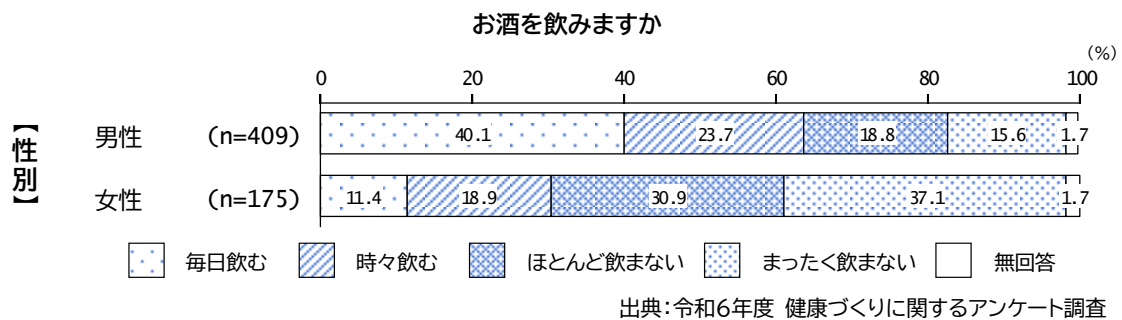 お酒を飲みますか
(%)
0 20 40 60 80 100
【性別】
男性 (n=409) 40.1 23.7 18.8 15.6 1.7
女性 (n=175) 11.4 18.9 30.9 37.1 1.7
毎日飲む 時々飲む ほとんど飲まない まったく飲まない 無回答
出典:令和6年度 健康づくりに関するアンケート調査